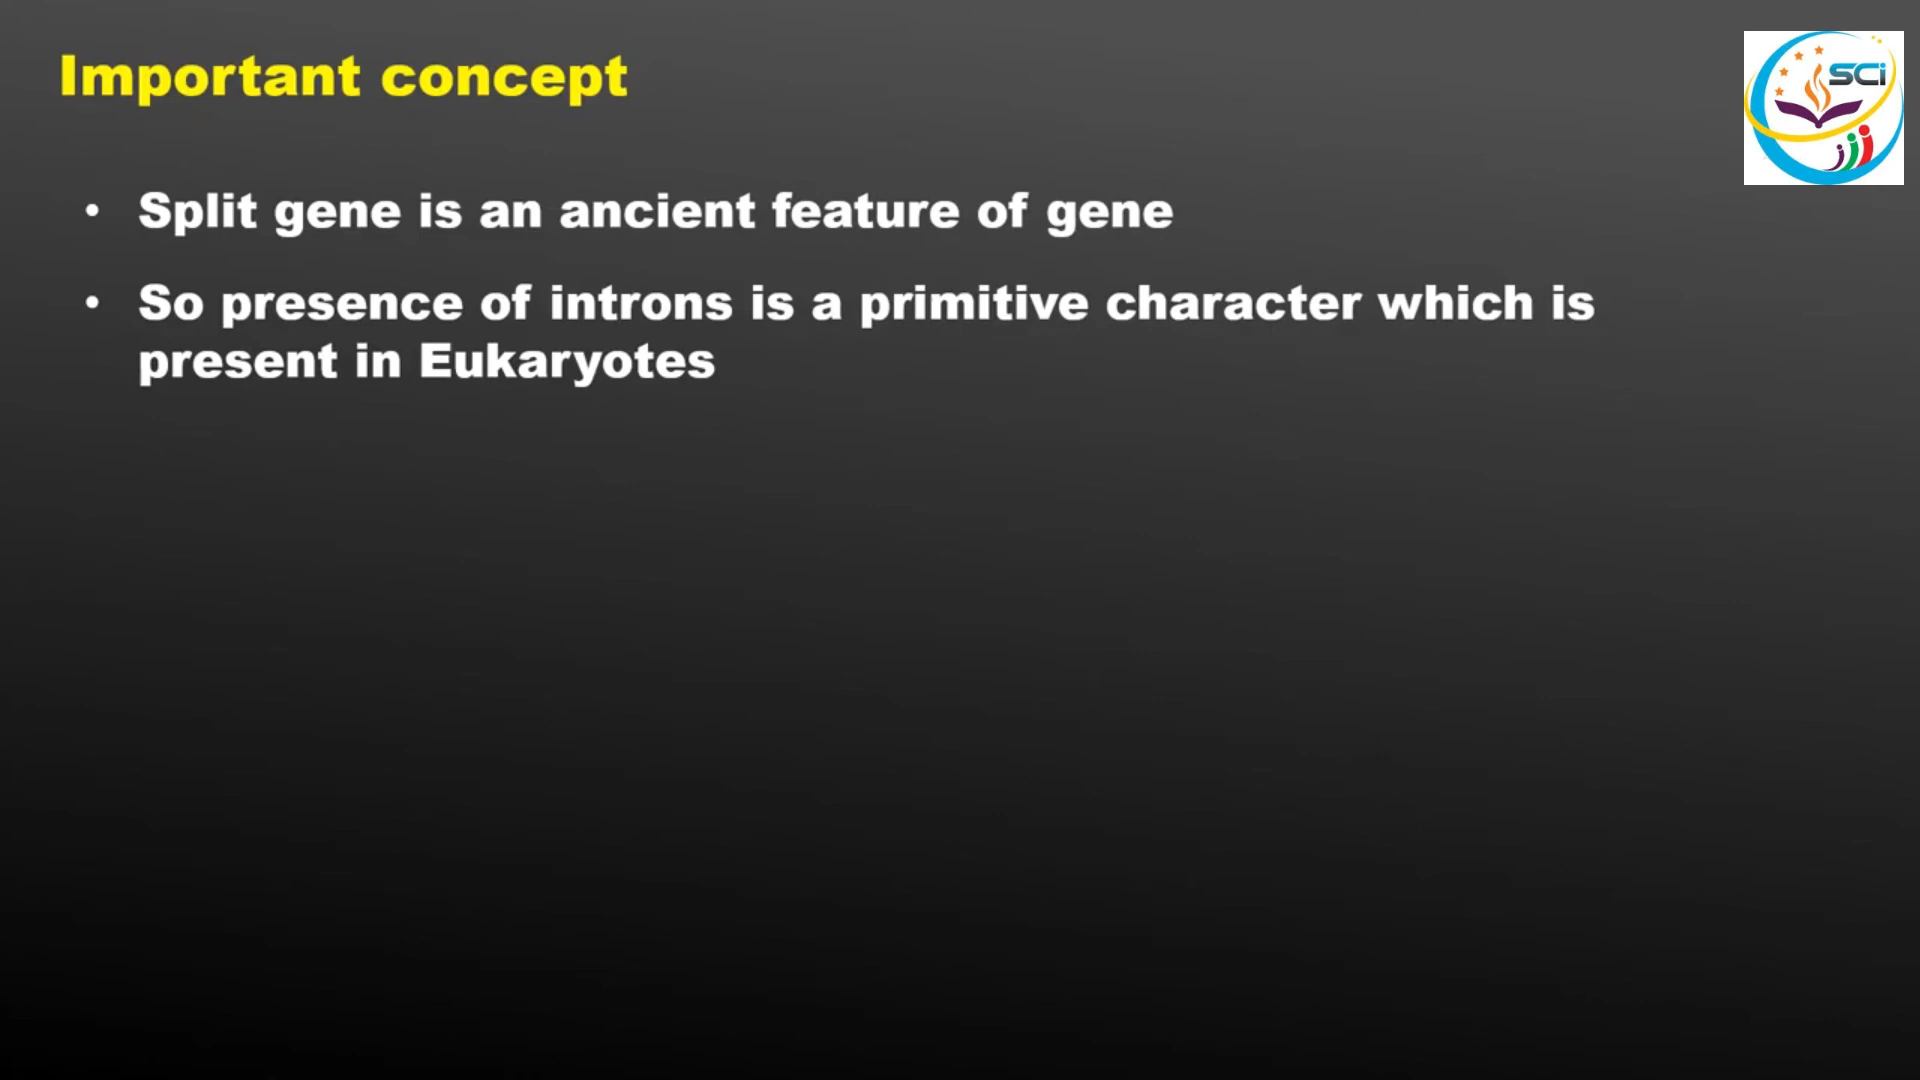 Important concept
SCi
• Split gene is an ancient feature of gene
• So presence of introns is a primitive character which is
present in Eukaryotes